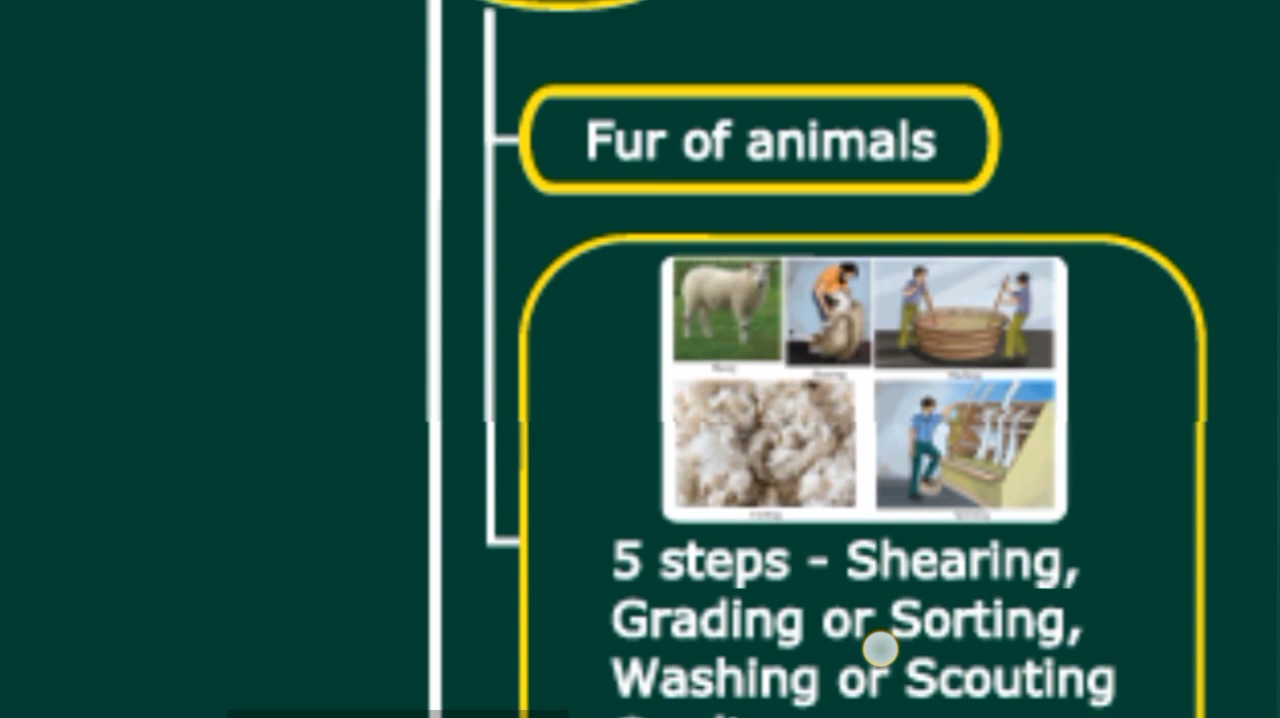 Fur of animals
5 steps - Shearing,
Grading or Sorting,
Washing or Scouting